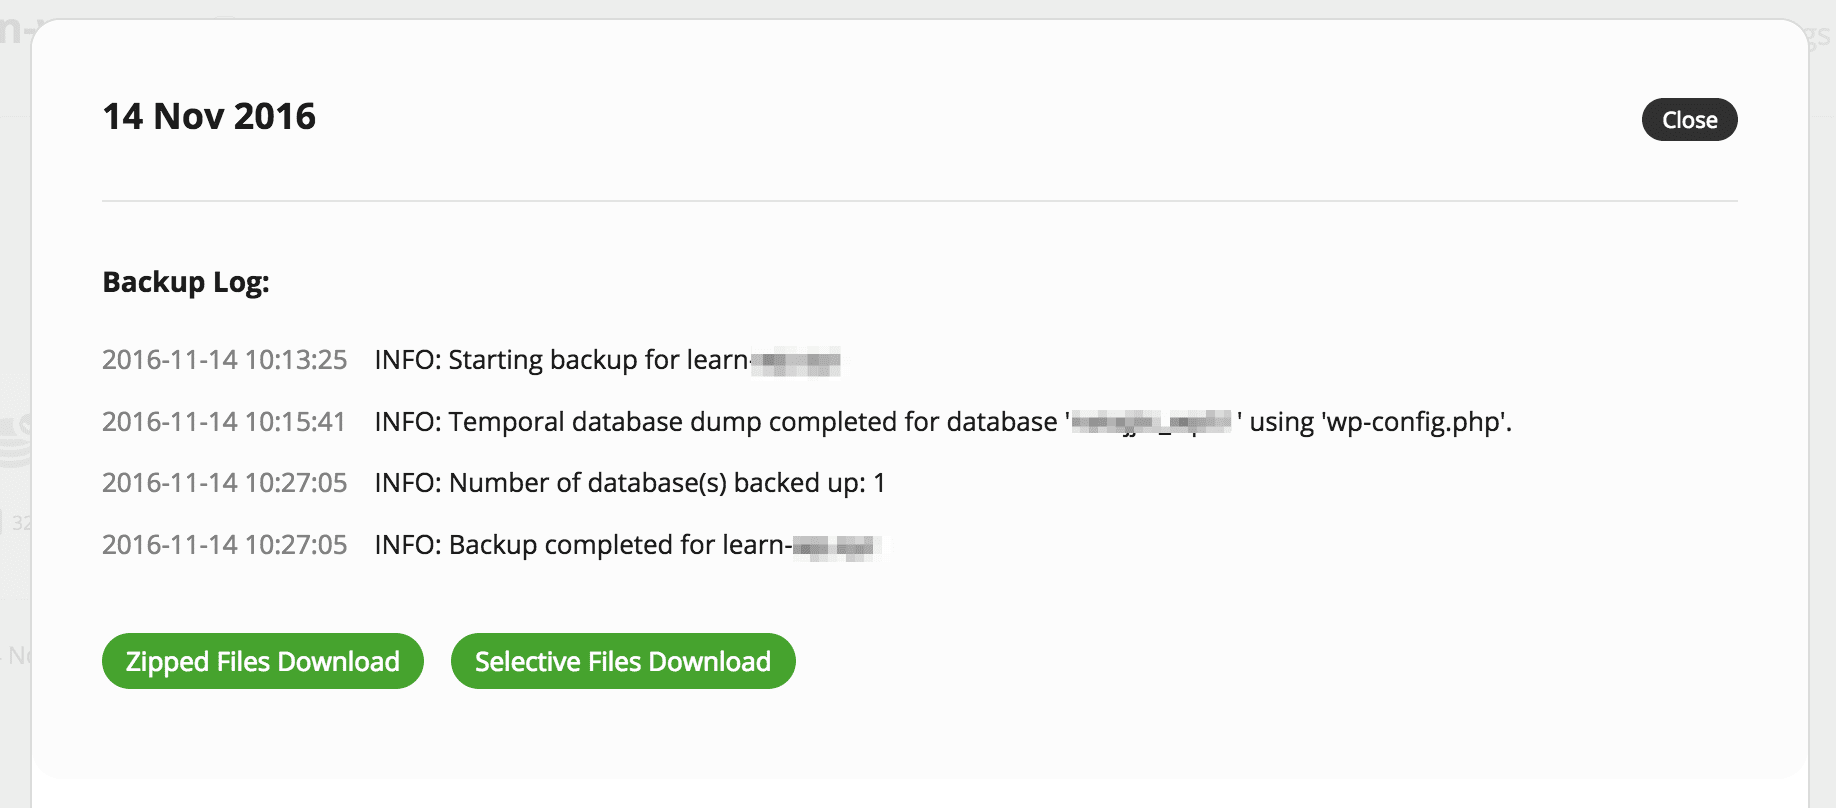 14 Nov 2016
Close
Backup Log:
2016-11-14 10:13:25 INFO: Starting backup for learn-
2016-11-14 10:15:41 INFO: Temporal database dump completed for database ' ' using 'wp-config.php'.
2016-11-14 10:27:05 INFO: Number of database(s) backed up: 1
2016-11-14 10:27:05 INFO: Backup completed for learn-
Zipped Files Download
Selective Files Download